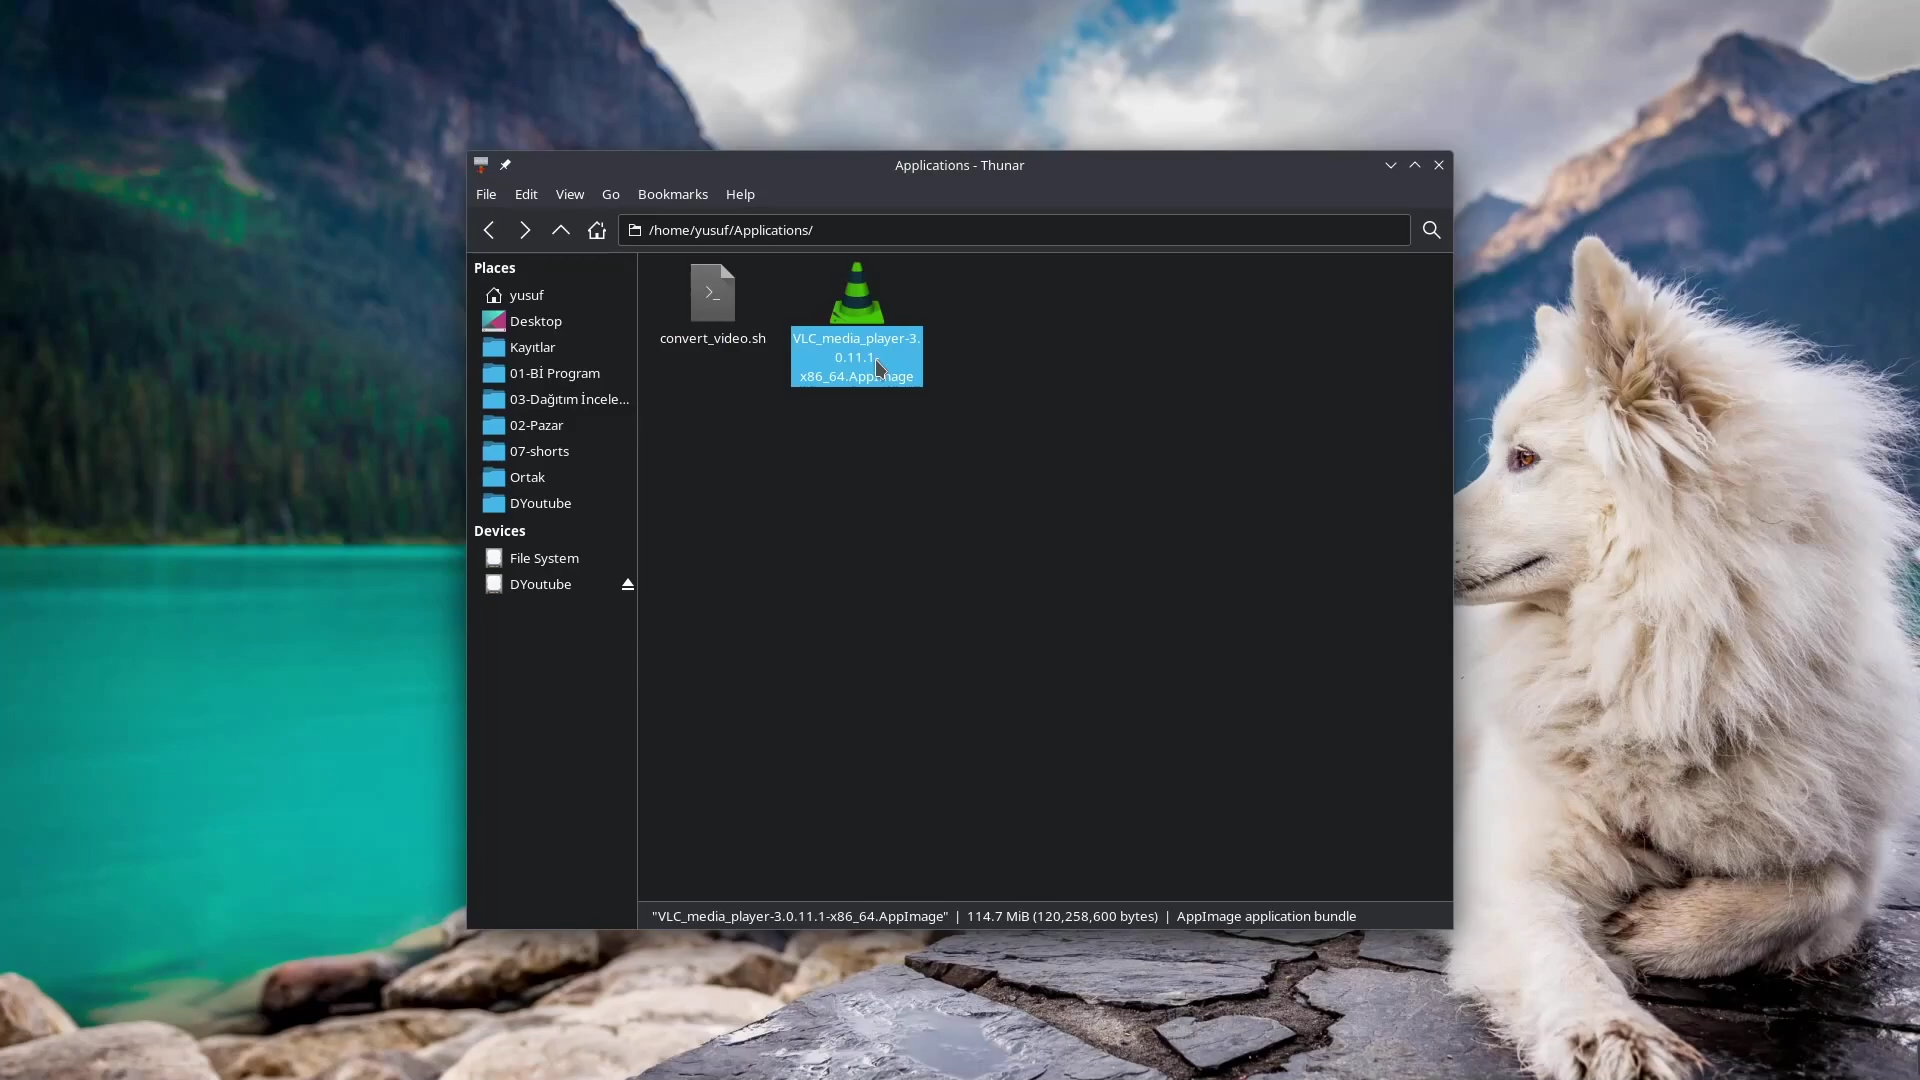 Applications - Thunar
File Edit View Go Bookmarks Help
/home/yusuf/Applications/
Places
yusuf
Desktop
Kayıtlar
01-Bİ Program
03-Dağıtım İncele...
02-Pazar
07-shorts
Ortak
DYoutube
Devices
File System
DYoutube
>_
convert_video.sh
VLC_media_player-3.
0.11.1-
x86_64.AppImage
"VLC_media_player-3.0.11.1-x86_64.AppImage" | 114.7 MiB (120,258,600 bytes) | AppImage application bundle